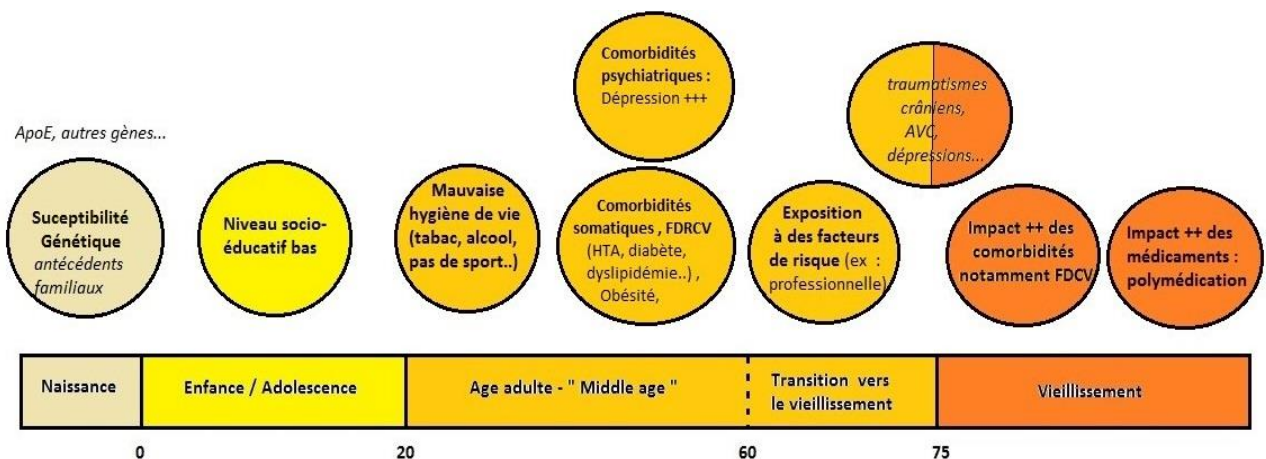 ApoE, autres gènes...
Suceptibilité
Génétique
antécédents
familiaux
Niveau socio-
éducatif bas
Mauvaise
hygiène de vie
(tabac, alcool,
pas de sport..)
Comorbidités
psychiatriques :
Dépression +++
Comorbidités
somatiques , FDRCV
(HTA, diabète,
dyslipidémie..) ,
Obésité,
Exposition
à des facteurs
de risque (ex :
professionnelle)
traumatismes
crâniens,
AVC,
dépressions...
Impact ++ des
comorbidités
notamment FDCV
Impact ++ des
médicaments :
polymédication
Naissance
Enfance / Adolescence
Age adulte - " Middle age "
Transition vers
le vieillissement
Vieillissement
0
20
60
75